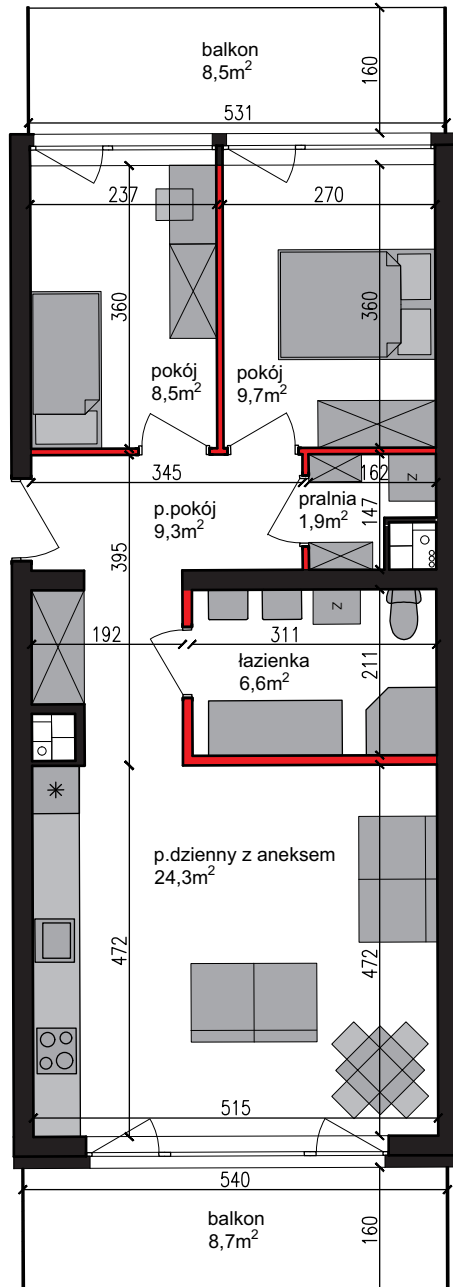 balkon
8,5m²
160
531
237
270
360
360
pokój
8,5m²
pokój
9,7m²
345
162
z
p.pokój
9,3m²
pralnia
1,9m²
147
395
192
311
z
łazienka
6,6m²
211
p.dzienny z aneksem
24,3m²
472
472
515
540
balkon
8,7m²
160